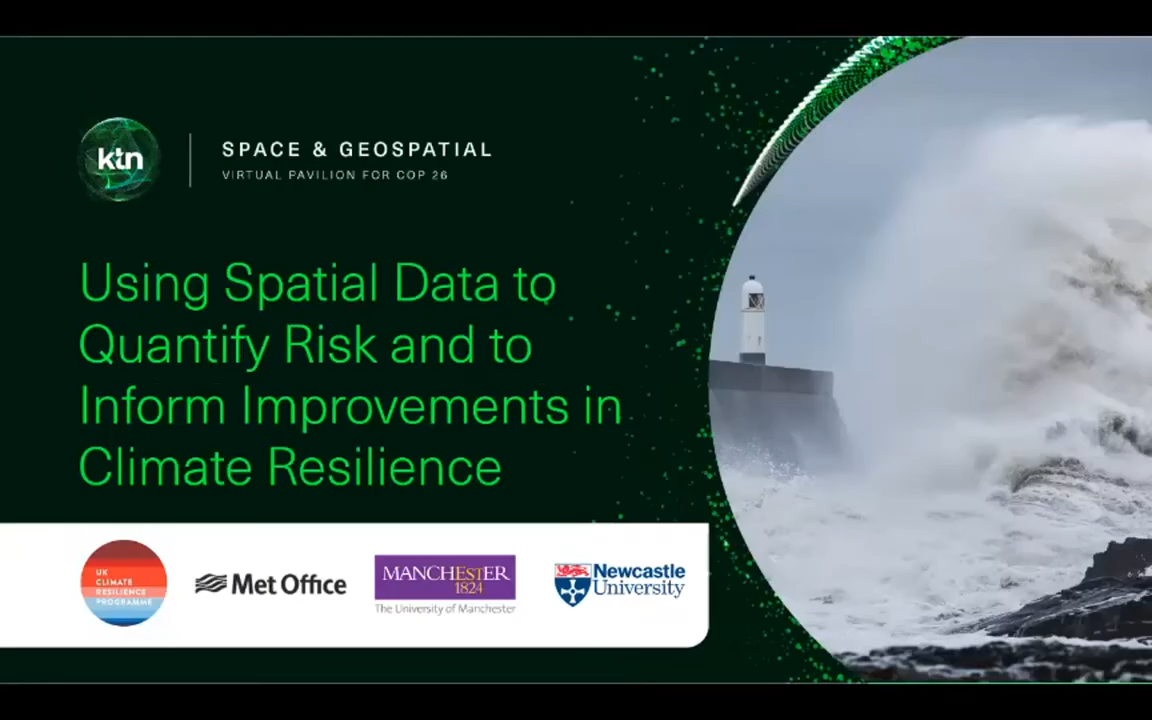 ktn
SPACE & GEOSPATIAL
VIRTUAL PAVILION FOR COP 26
Using Spatial Data to
Quantify Risk and to
Inform Improvements in
Climate Resilience
UK
CLIMATE
RESILIENCE
PROGRAMME
Met Office
MANCHESTER
1824
The University of Manchester
Newcastle
University